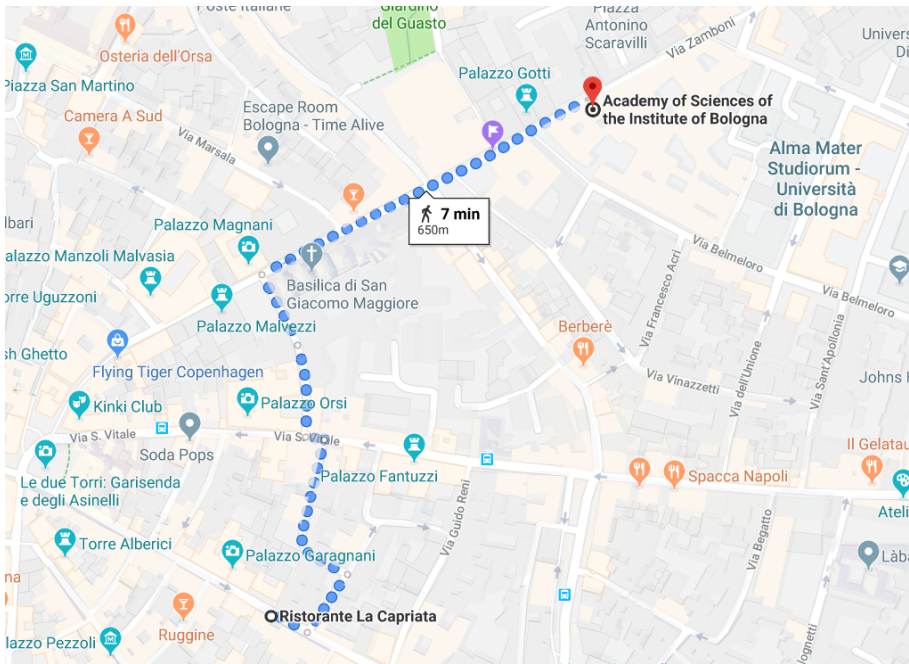 Poste Italiane
Giardino
del Guasto
Piazza
Antonino
Scaravilli
Via Zamboni
Osteria dell'Orsa
Piazza San Martino
Palazzo Gotti
Academy of Sciences of
the Institute of Bologna
Camera A Sud
Escape Room
Bologna - Time Alive
Via Marsala
Alma Mater
Studiorum -
Università
di Bologna
7 min
650m
Palazzo Magnani
Via Belmeloro
Via Belmeloro
alazzo Manzoli Malvasia
Basilica di San
Giacomo Maggiore
Via Francesco Acri
orre Uguzzoni
Palazzo Malvezzi
Berberè
Via Sant'Apollonia
sh Ghetto
Flying Tiger Copenhagen
Via Vinazzetti
Via dell'Unione
Kinki Club
Palazzo Orsi
Via S. Vitale
Via S. Vitale
Soda Pops
Palazzo Fantuzzi
Il Gelatau
Le due Torri: Garisenda
e degli Asinelli
Spacca Napoli
Via Guido Reni
Torre Alberici
Palazzo Garagnani
Via Begatto
Ristorante La Capriata
Ruggine
lazzo Pezzoli